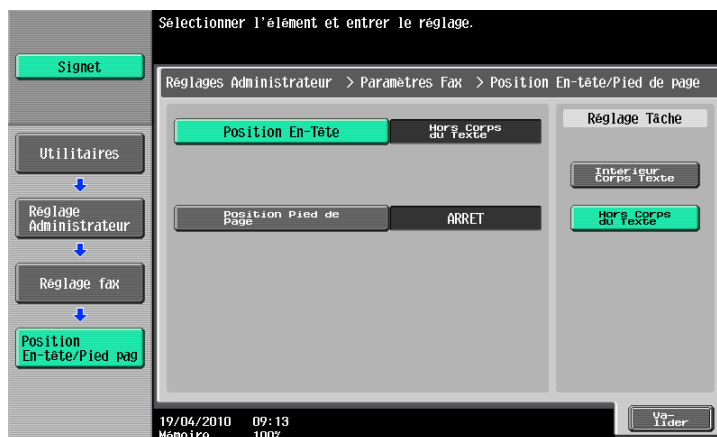 Sélectionner l'élément et entrer le réglage.
Signet
Réglages Administrateur > Paramètres Fax > Position En-tête/Pied de page
Position En-Tête
Hors Corps
du Texte
Réglage Tâche
Utilitaires
Intérieur
Corps Texte
Réglage
Administrateur
Position Pied de
Page
ARRET
Hors Corps
du Texte
Réglage fax
Position
En-tête/Pied pag
19/04/2010 09:13
Mémoire 100%
Va-
lider